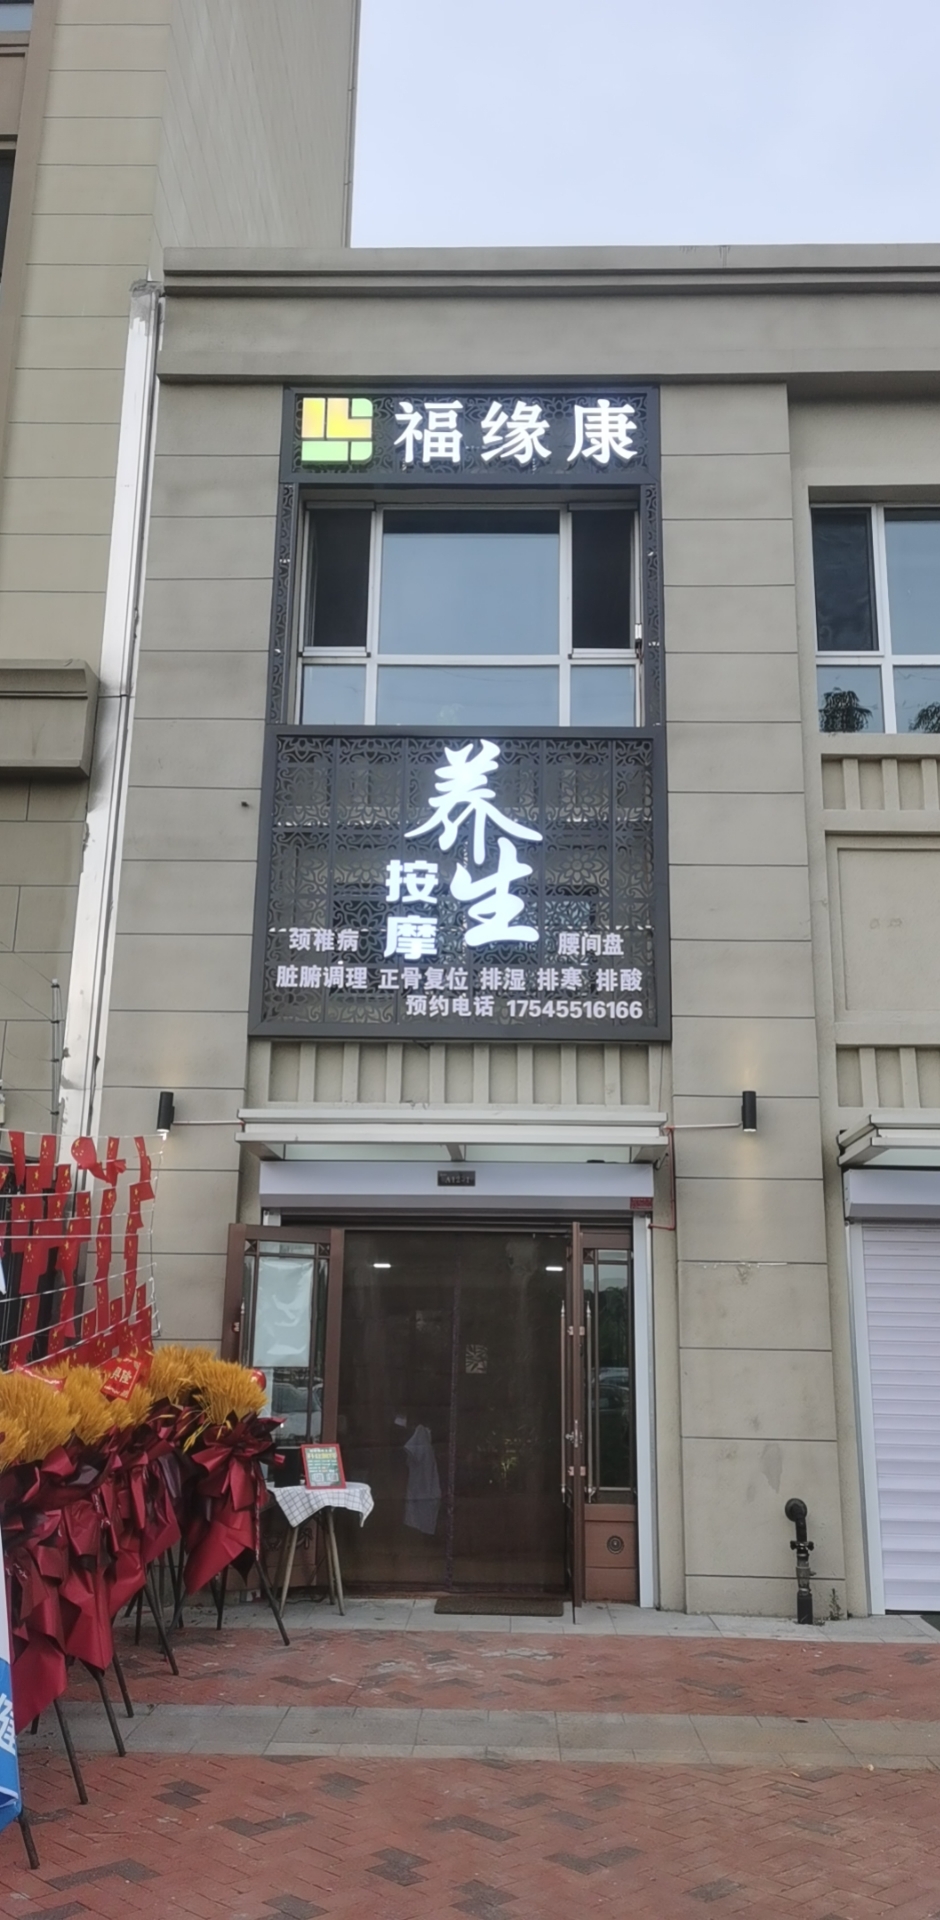 福缘康
养生
按摩
颈椎病 腰间盘
脏腑调理 正骨复位 排湿 排寒 排酸
预约电话 17545516166